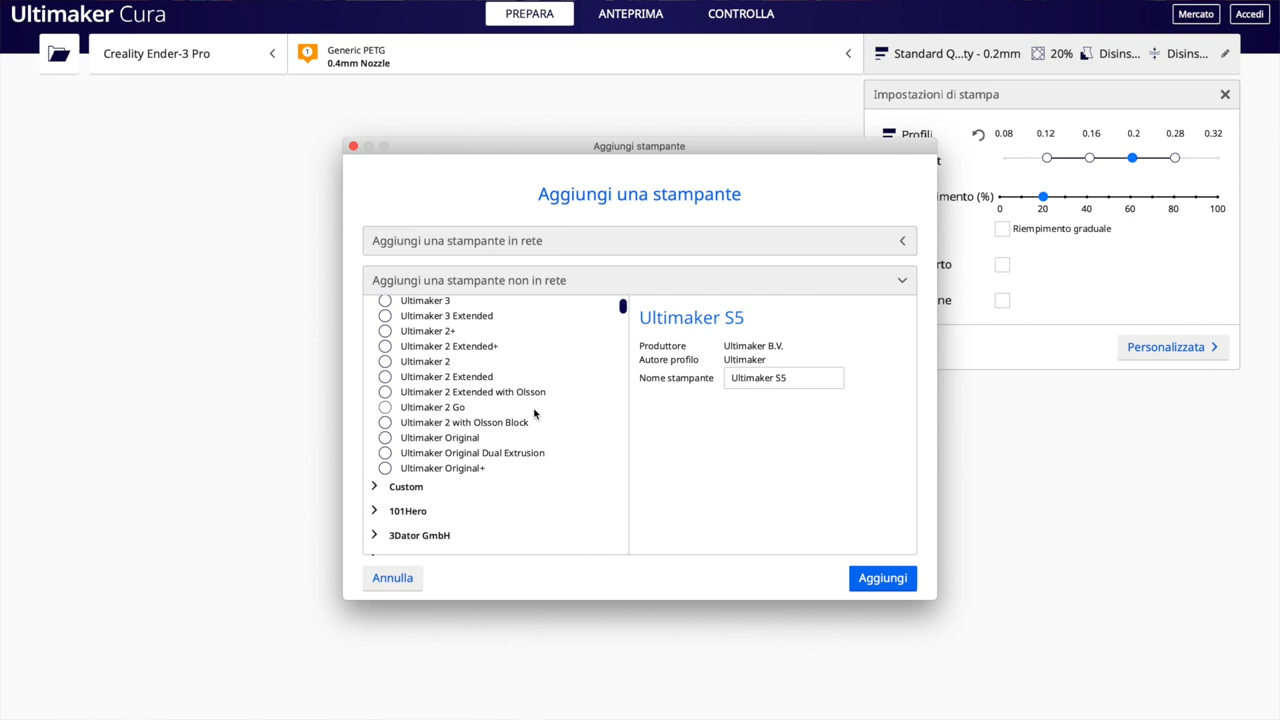 Ultimaker Cura
PREPARA
ANTEPRIMA
CONTROLLA
Mercato
Accedi
Creality Ender-3 Pro
1
Generic PETG
0.4mm Nozzle
Standard Q...ty - 0.2mm
20%
Disins...
Disins...
Impostazioni di stampa
Profili
0.08 0.12 0.16 0.2 0.28 0.32
t
imento (%)
0 20 40 60 80 100
Riempimento graduale
rto
ne
Personalizzata
Aggiungi stampante
Aggiungi una stampante
Aggiungi una stampante in rete
Aggiungi una stampante non in rete
Ultimaker 3
Ultimaker 3 Extended
Ultimaker 2+
Ultimaker 2 Extended+
Ultimaker 2
Ultimaker 2 Extended
Ultimaker 2 Extended with Olsson
Ultimaker 2 Go
Ultimaker 2 with Olsson Block
Ultimaker Original
Ultimaker Original Dual Extrusion
Ultimaker Original+
Custom
101Hero
3Dator GmbH
Ultimaker S5
Produttore Ultimaker B.V.
Autore profilo Ultimaker
Nome stampante Ultimaker S5
Annulla
Aggiungi